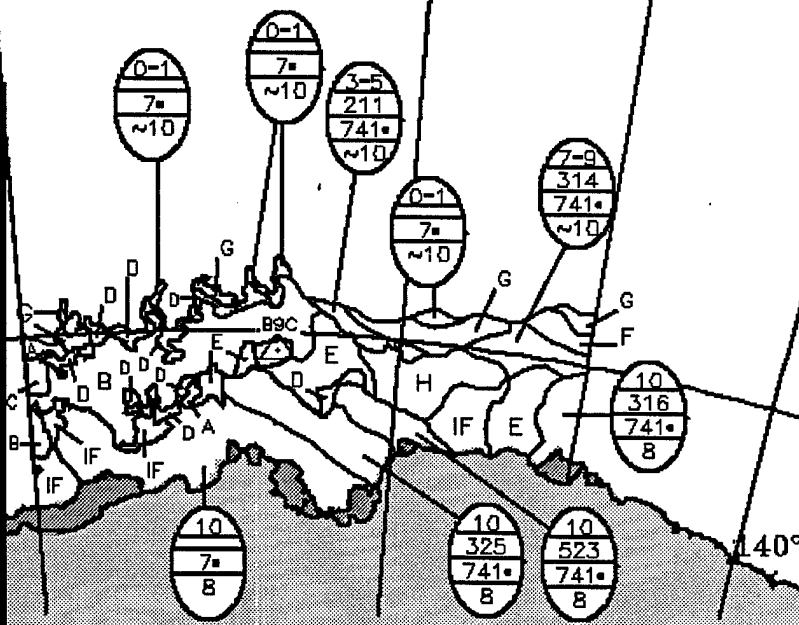 0-1
7▪
~10
0-1
7▪
~10
3-5
211
741•
~10
0-1
7▪
~10
7-9
314
741•
~10
G
D
D
D
G
G
G
F
A
B9C
E
Z+
E
H
B
D
D
D
D
D
D
A
C
B
IF
IF
IF
IF
E
10
316
741•
8
10
7▪
8
10
325
741•
8
10
523
741•
8
140°